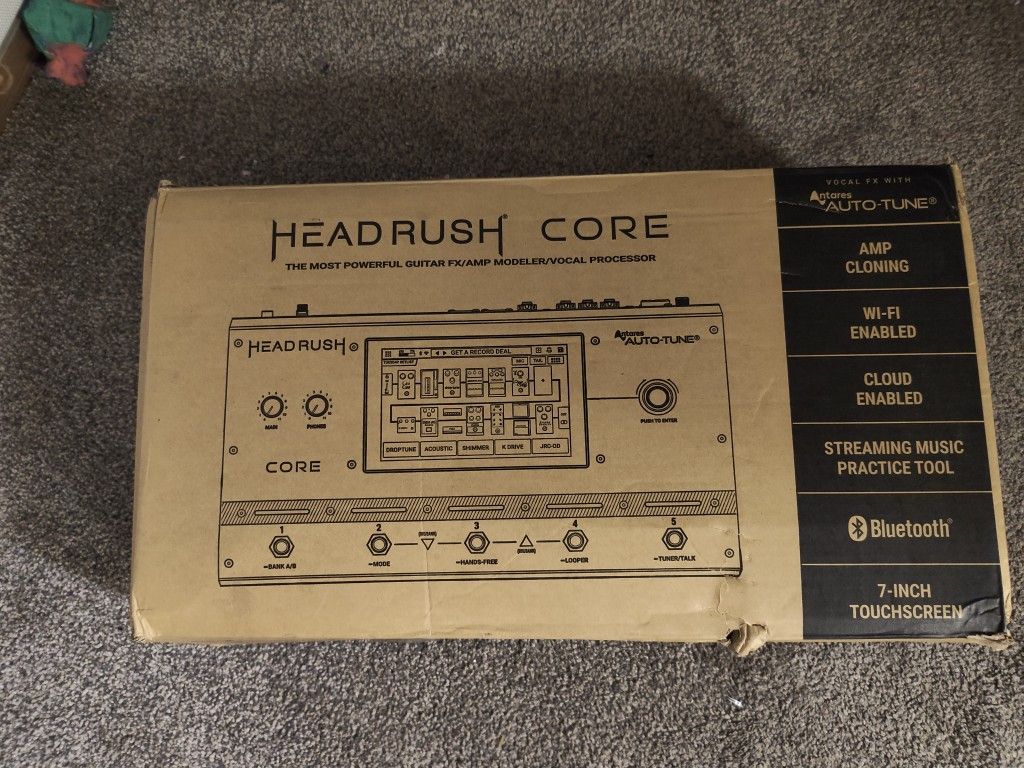 HEADRUSH® CORE
THE MOST POWERFUL GUITAR FX/AMP MODELER/VOCAL PROCESSOR
HEADRUSH
GET A RECORD DEAL
Antares
AUTO-TUNE®
MAIN
PHONES
PUSH TO ENTER
CORE
DROPTUNE
ACOUSTIC
SHIMMER
K DRIVE
JRC-OD
1
2
3
4
5
BANK A/B
MODE
HANDS-FREE
LOOPER
TUNER/TALK
VOCAL FX WITH
Antares
AUTO-TUNE®
AMP
CLONING
WI-FI
ENABLED
CLOUD
ENABLED
STREAMING MUSIC
PRACTICE TOOL
Bluetooth®
7-INCH
TOUCHSCREEN